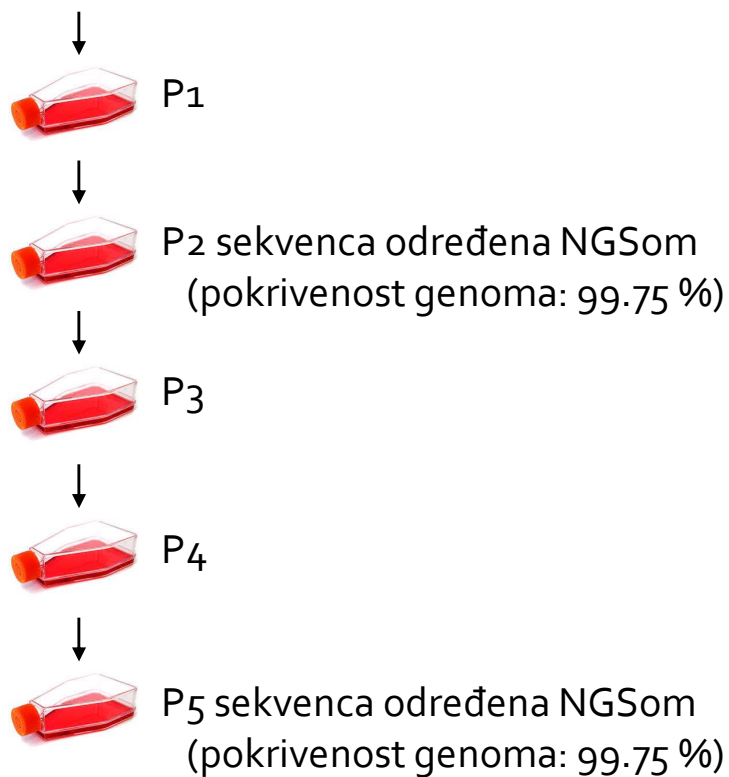 P1
P2 sekvenca određena NGSom
(pokrivenost genoma: 99.75 %)
P3
P4
P5 sekvenca određena NGSom
(pokrivenost genoma: 99.75 %)